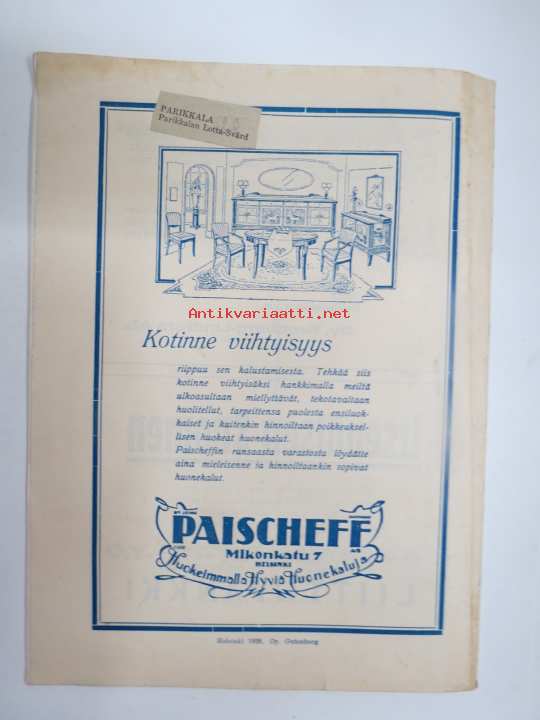 PARIKKALA
Parikkalan Lotta-Svärd
Antikvariaatti.net
Kotinne viihtyisyys
riippuu sen kalustamisesta. Tehkää siis
kotinne viihtyisäksi hankkimalla meiltä
ulkoasultaan miellyttävät, tekotavaltaan
huolitellut, tarpeittensa puolesta ensiluok-
kaiset ja kuitenkin hinnoiltaan poikkeuksel-
lisen huokeat huonekalut.
Paischeffin runsaasta varastosta löydätte
aina mieleisenne ja hinnoiltaankin sopivat
huonekalut.
PAISCHEFF
Mikonkatu 7
HELSINKI
Huokeimmalla Hyviä Huonekaluja
Helsinki 1928. Oy. Gutenberg